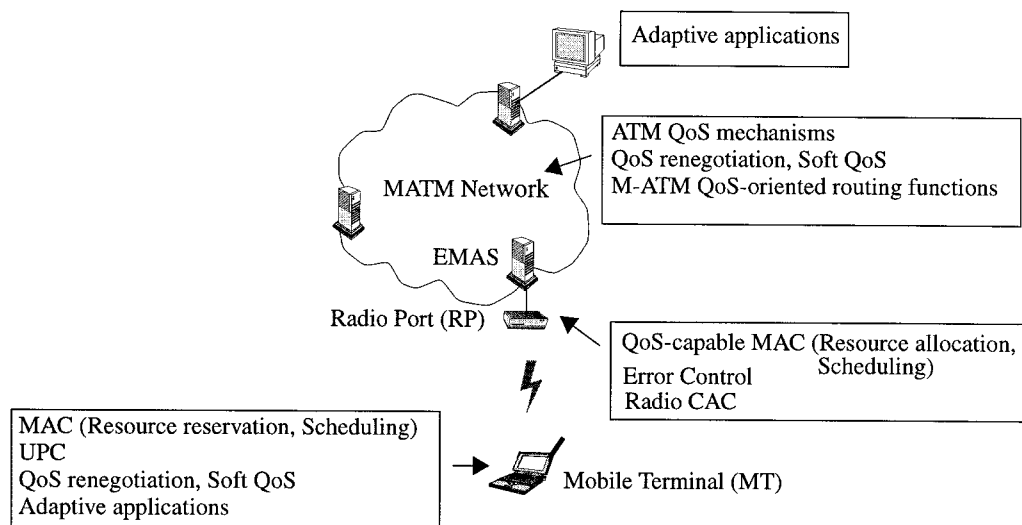 Adaptive applications
ATM QoS mechanisms
QoS renegotiation, Soft QoS
M-ATM QoS-oriented routing functions
MATM Network
EMAS
Radio Port (RP)
QoS-capable MAC (Resource allocation,
Scheduling)
Error Control
Radio CAC
MAC (Resource reservation, Scheduling)
UPC
QoS renegotiation, Soft QoS
Adaptive applications
Mobile Terminal (MT)